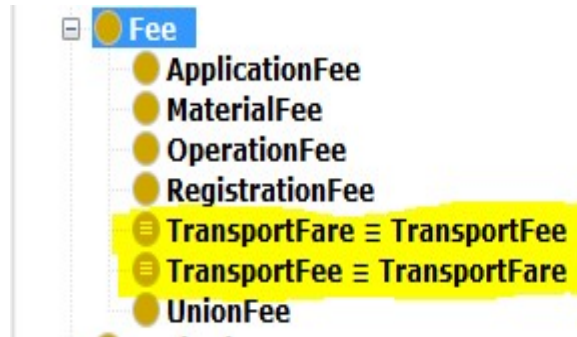 Fee
ApplicationFee
MaterialFee
OperationFee
RegistrationFee
TransportFare ≡ TransportFee
TransportFee ≡ TransportFare
UnionFee